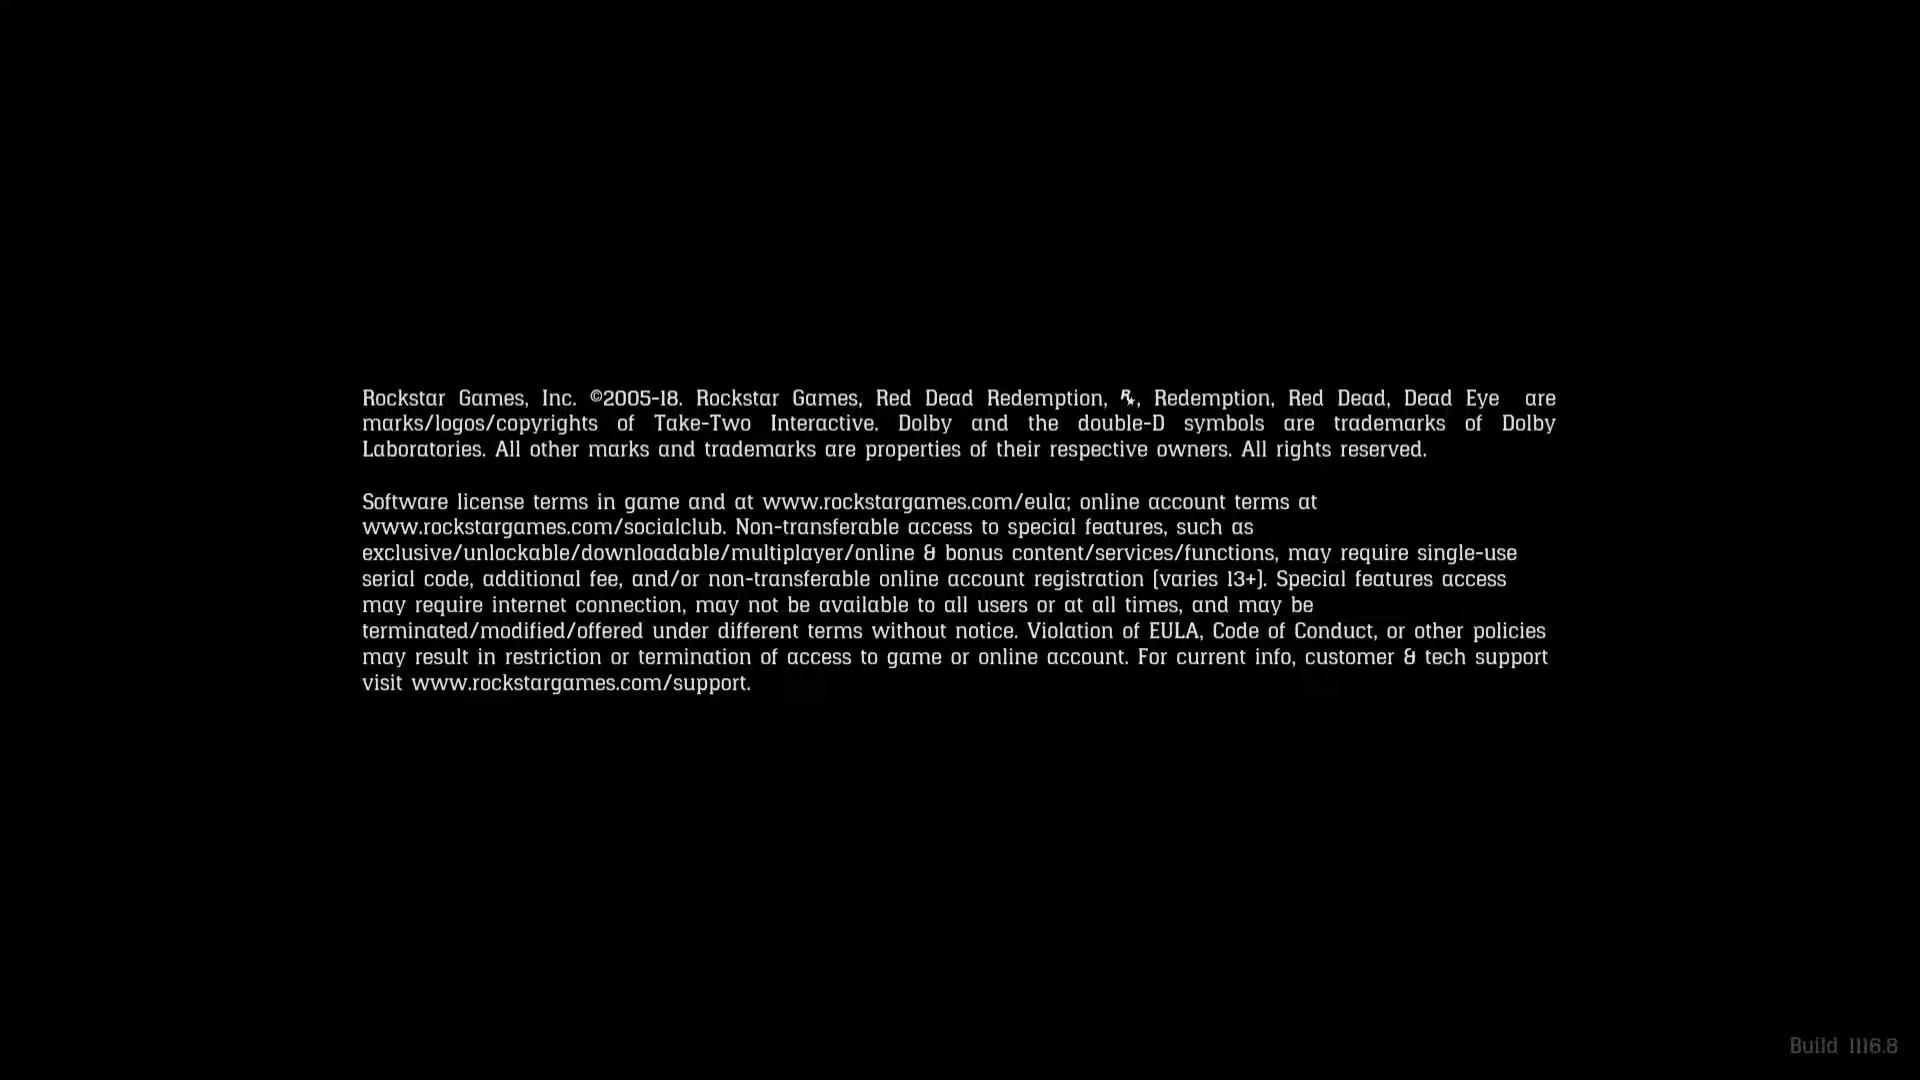 Rockstar Games, Inc. ©2005-18. Rockstar Games, Red Dead Redemption, R★, Redemption, Red Dead, Dead Eye are
marks/logos/copyrights of Take-Two Interactive. Dolby and the double-D symbols are trademarks of Dolby
Laboratories. All other marks and trademarks are properties of their respective owners. All rights reserved.
Software license terms in game and at www.rockstargames.com/eula; online account terms at
www.rockstargames.com/socialclub. Non-transferable access to special features, such as
exclusive/unlockable/downloadable/multiplayer/online & bonus content/services/functions, may require single-use
serial code, additional fee, and/or non-transferable online account registration (varies 13+). Special features access
may require internet connection, may not be available to all users or at all times, and may be
terminated/modified/offered under different terms without notice. Violation of EULA, Code of Conduct, or other policies
may result in restriction or termination of access to game or online account. For current info, customer & tech support
visit www.rockstargames.com/support.
Build 1116.8